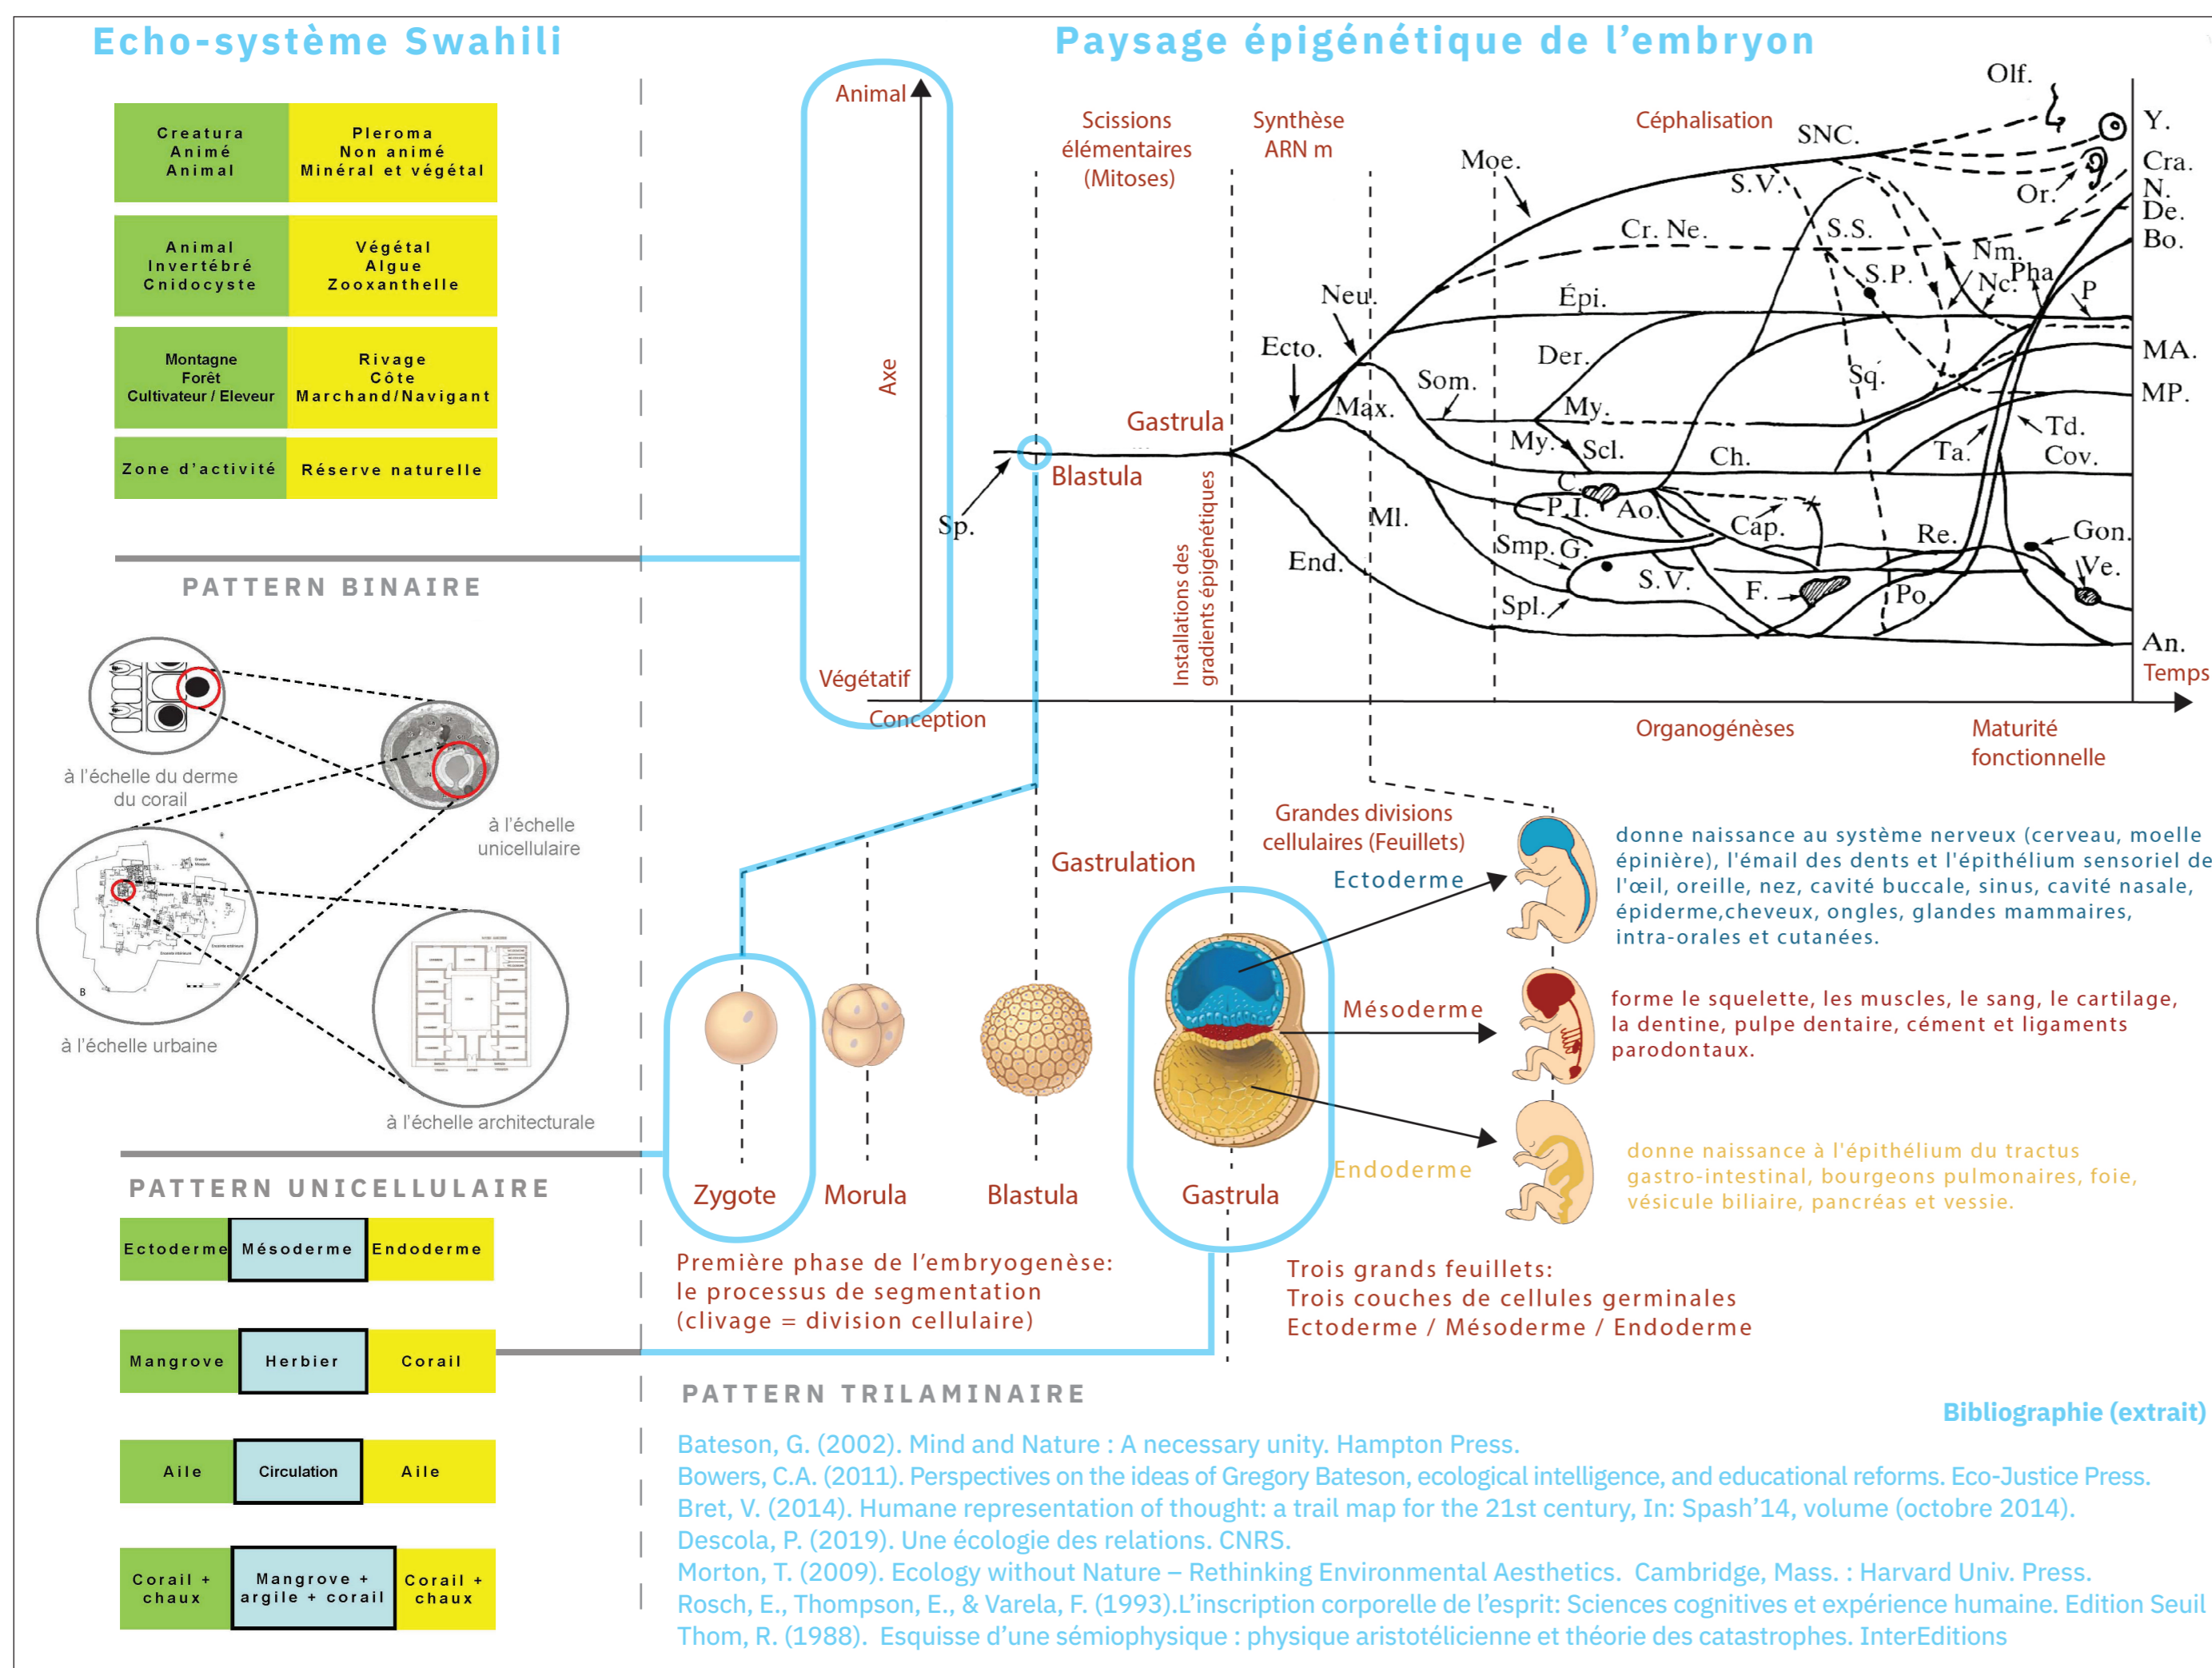 Echo-système Swahili
Creatura
Animé
Animal
Pleroma
Non animé
Minéral et végétal
Animal
Invertébré
Cnidocyste
Végétal
Algue
Zooxanthelle
Montagne
Forêt
Cultivateur / Eleveur
Rivage
Côte
Marchand/Navigant
Zone d'activité
Réserve naturelle
PATTERN BINAIRE
à l'échelle du derme
du corail
à l'échelle
unicellulaire
B
à l'échelle urbaine
à l'échelle architecturale
PATTERN UNICELLULAIRE
Ectoderme
Mésoderme
Endoderme
Mangrove
Herbier
Corail
Aile
Circulation
Aile
Corail +
chaux
Mangrove +
argile + corail
Corail +
chaux
Paysage épigénétique de l'embryon
Animal
Axe
Végétatif
Conception
Scissions
élémentaires
(Mitoses)
Synthèse
ARN m
Céphalisation
Gastrula
Blastula
Installations des
gradients épigénétiques
Sp.
Ecto.
Neu.
Moe.
SNC.
Olf.
Y.
Cra.
N.
De.
Bo.
Or.
S.V.
Cr. Ne.
S.S.
S.P.
Nm.
Nc.
Pha
P
Épi.
Der.
Som.
Max.
My.
My.
Scl.
Ch.
Sq.
MA.
MP.
Td.
Ta.
Cov.
C.
P.I.
Ao.
Cap.
Ml.
Smp.
G.
S.V.
Spl.
End.
F.
Po.
Re.
Gon.
Ve.
An.
Temps
Organogénèses
Maturité
fonctionnelle
Gastrulation
Grandes divisions
cellulaires (Feuillets)
Ectoderme
donne naissance au système nerveux (cerveau, moelle
épinière), l'émail des dents et l'épithélium sensoriel de
l'œil, oreille, nez, cavité buccale, sinus, cavité nasale,
épiderme,cheveux, ongles, glandes mammaires,
intra-orales et cutanées.
Mésoderme
forme le squelette, les muscles, le sang, le cartilage,
la dentine, pulpe dentaire, cément et ligaments
parodontaux.
Endoderme
donne naissance à l'épithélium du tractus
gastro-intestinal, bourgeons pulmonaires, foie,
vésicule biliaire, pancréas et vessie.
Zygote
Morula
Blastula
Gastrula
Première phase de l'embryogenèse:
le processus de segmentation
(clivage = division cellulaire)
Trois grands feuillets:
Trois couches de cellules germinales
Ectoderme / Mésoderme / Endoderme
PATTERN TRILAMINAIRE
Bibliographie (extrait)
Bateson, G. (2002). Mind and Nature : A necessary unity. Hampton Press.
Bowers, C.A. (2011). Perspectives on the ideas of Gregory Bateson, ecological intelligence, and educational reforms. Eco-Justice Press.
Bret, V. (2014). Humane representation of thought: a trail map for the 21st century, In: Spash'14, volume (octobre 2014).
Descola, P. (2019). Une écologie des relations. CNRS.
Morton, T. (2009). Ecology without Nature – Rethinking Environmental Aesthetics. Cambridge, Mass. : Harvard Univ. Press.
Rosch, E., Thompson, E., & Varela, F. (1993).L'inscription corporelle de l'esprit: Sciences cognitives et expérience humaine. Edition Seuil
Thom, R. (1988). Esquisse d'une sémiophysique : physique aristotélicienne et théorie des catastrophes. InterEditions